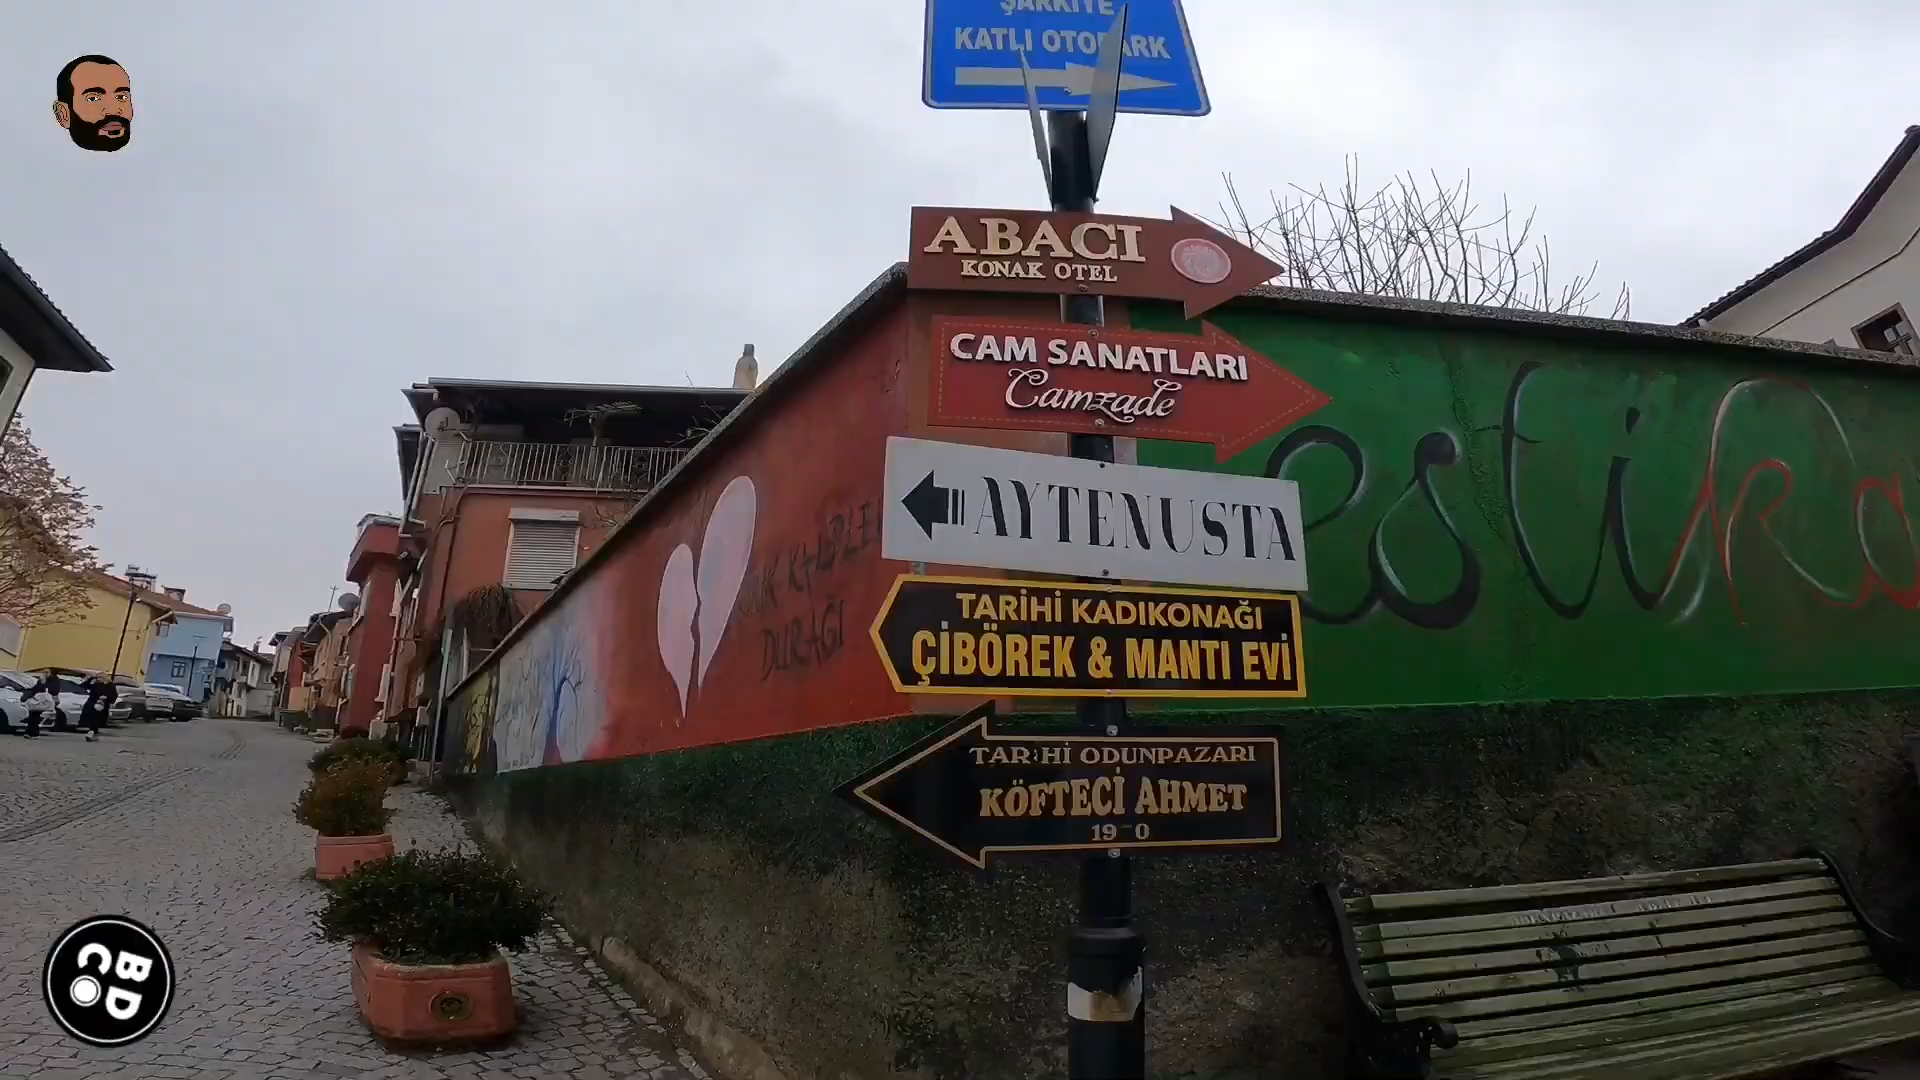 ŞARKİYE
KATLI OTOPARK
ABACI
KONAK OTEL
CAM SANATLARI
Camzade
AYTENUSTA
TARİHİ KADIKONAĞI
ÇİBÖREK & MANTI EVİ
TARİHİ ODUNPAZARI
KÖFTECİ AHMET
DURAĞI
BD